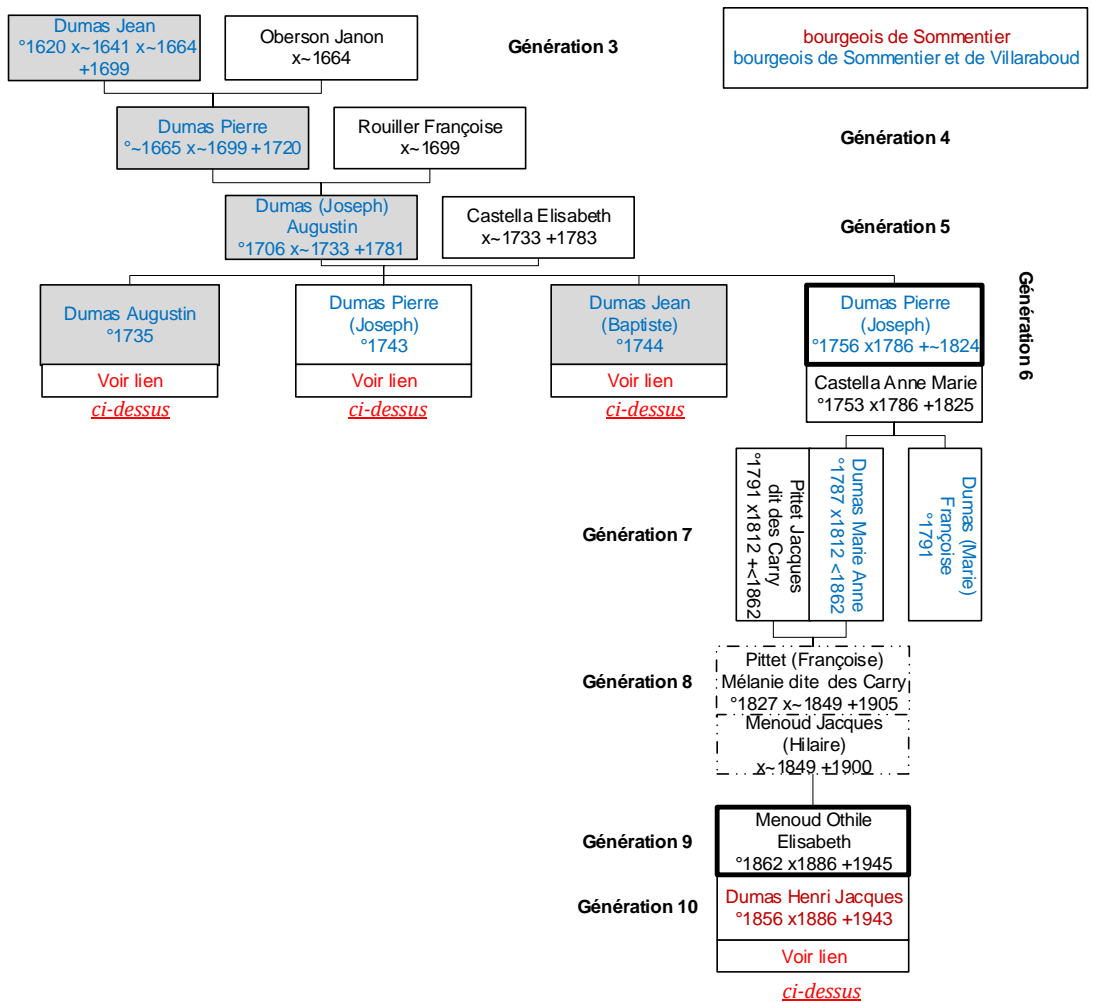 Dumas Jean
°1620 x~1641 x~1664
+1699
Oberson Janon
x~1664
Génération 3
bourgeois de Sommentier
bourgeois de Sommentier et de Villaraboud
Dumas Pierre
°~1665 x~1699 +1720
Rouiller Françoise
x~1699
Génération 4
Dumas (Joseph)
Augustin
°1706 x~1733 +1781
Castella Elisabeth
x~1733 +1783
Génération 5
Génération 6
Dumas Augustin
°1735
Voir lien
ci-dessus
Dumas Pierre
(Joseph)
°1743
Voir lien
ci-dessus
Dumas Jean
(Baptiste)
°1744
Voir lien
ci-dessus
Dumas Pierre
(Joseph)
°1756 x1786 +~1824
Castella Anne Marie
°1753 x1786 +1825
Génération 7
Pittet Jacques
dit des Carry
°1791 x1812 +<1862
Dumas Marie Anne
°1787 x1812 <1862
Dumas (Marie)
Françoise
°1791
Génération 8
Pittet (Françoise)
Mélanie dite des Carry
°1827 x~1849 +1905
Menoud Jacques
(Hilaire)
x~1849 +1900
Génération 9
Menoud Othile
Elisabeth
°1862 x1886 +1945
Génération 10
Dumas Henri Jacques
°1856 x1886 +1943
Voir lien
ci-dessus